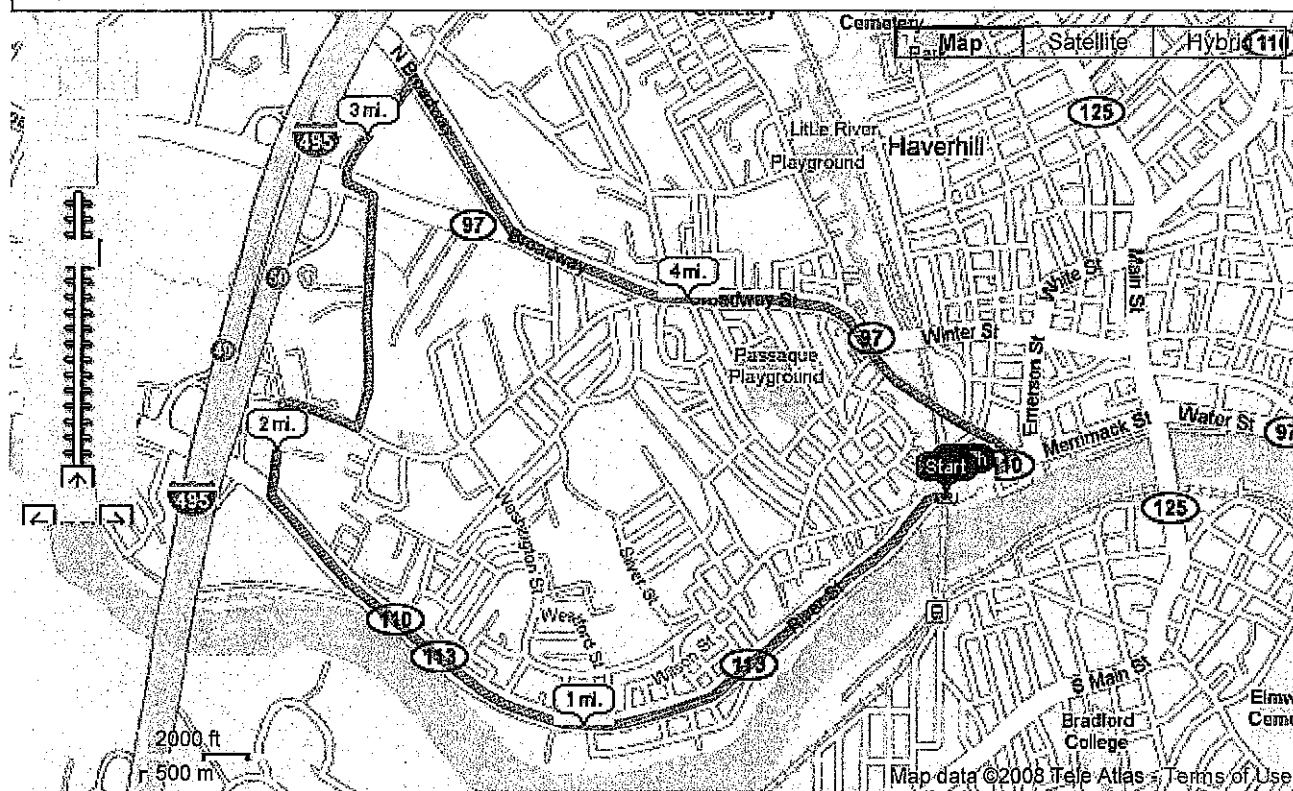 Cemetery
Cemetery
Map
Satellite
Hybrid
110
N Broadway
3 mi.
495
125
Little River
Playground
Haverhill
97
Broadway
4 mi.
Broadway St
Main St
White
Winter St
97
Emerson St
Passaque
Playground
Merrimack St
Water St
97
2 mi.
Start
110
495
125
Washington St
Silver St
River St
110
113
Westford St
Wilson St
113
1 mi.
S Main St
Bradford
College
2000 ft
500 m
Map data ©2008 Tele Atlas - Terms of Use